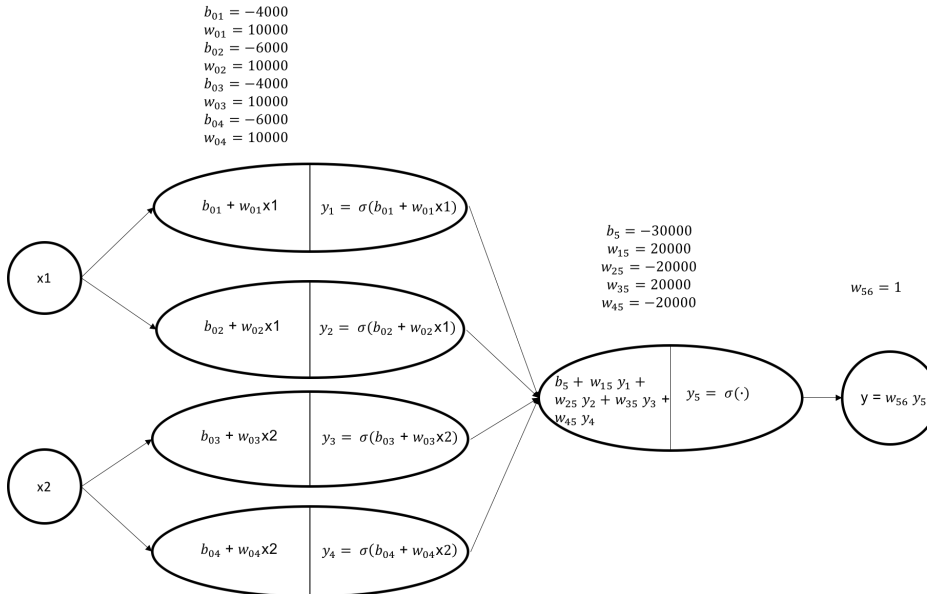 b₀₁ = −4000
w₀₁ = 10000
b₀₂ = −6000
w₀₂ = 10000
b₀₃ = −4000
w₀₃ = 10000
b₀₄ = −6000
w₀₄ = 10000
b₀₁ + w₀₁x1
y₁ = σ(b₀₁ + w₀₁x1)
x1
b₀₂ + w₀₂x1
y₂ = σ(b₀₂ + w₀₂x1)
b₅ = −30000
w₁₅ = 20000
w₂₅ = −20000
w₃₅ = 20000
w₄₅ = −20000
w₅₆ = 1
b₅ + w₁₅ y₁ +
w₂₅ y₂ + w₃₅ y₃ +
w₄₅ y₄
y₅ = σ(·)
y = w₅₆ y₅
b₀₃ + w₀₃x2
y₃ = σ(b₀₃ + w₀₃x2)
x2
b₀₄ + w₀₄x2
y₄ = σ(b₀₄ + w₀₄x2)